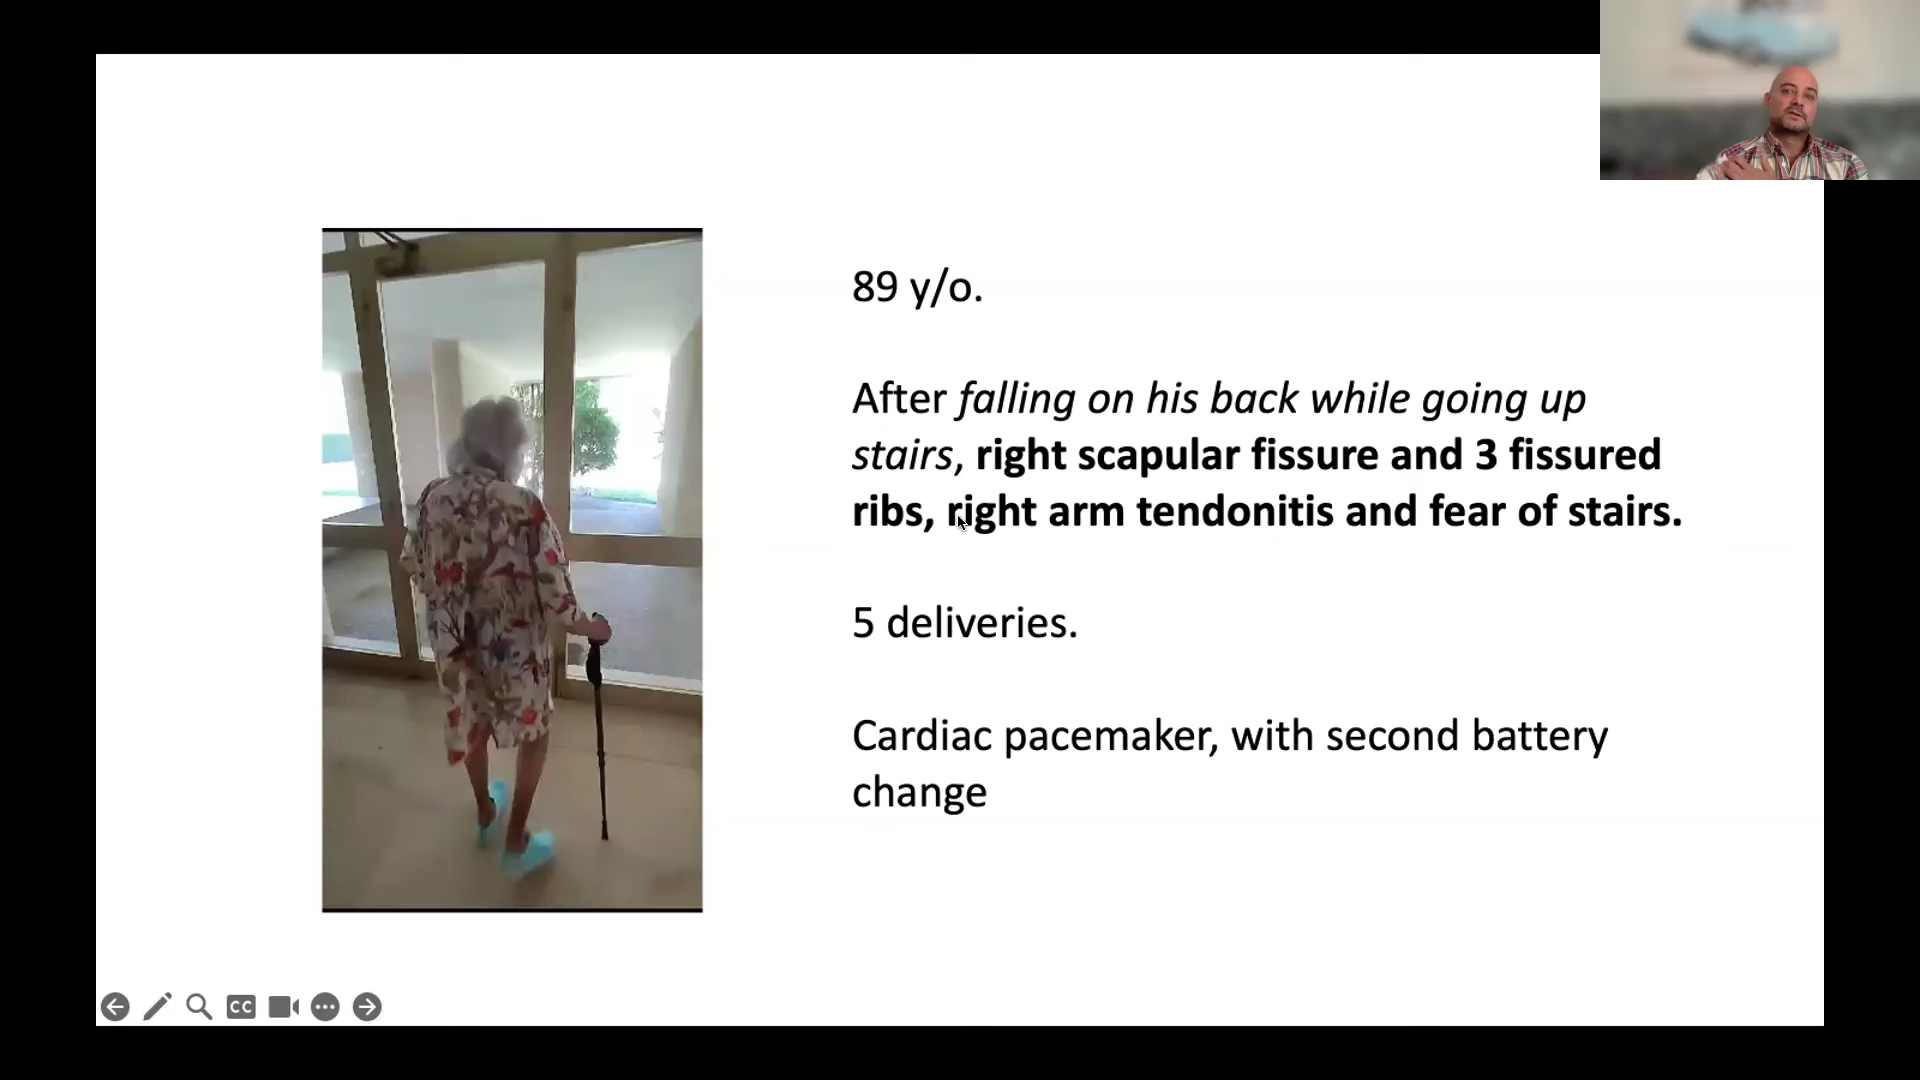 89 y/o.
After falling on his back while going up
stairs, right scapular fissure and 3 fissured
ribs, right arm tendonitis and fear of stairs.
5 deliveries.
Cardiac pacemaker, with second battery
change
CC